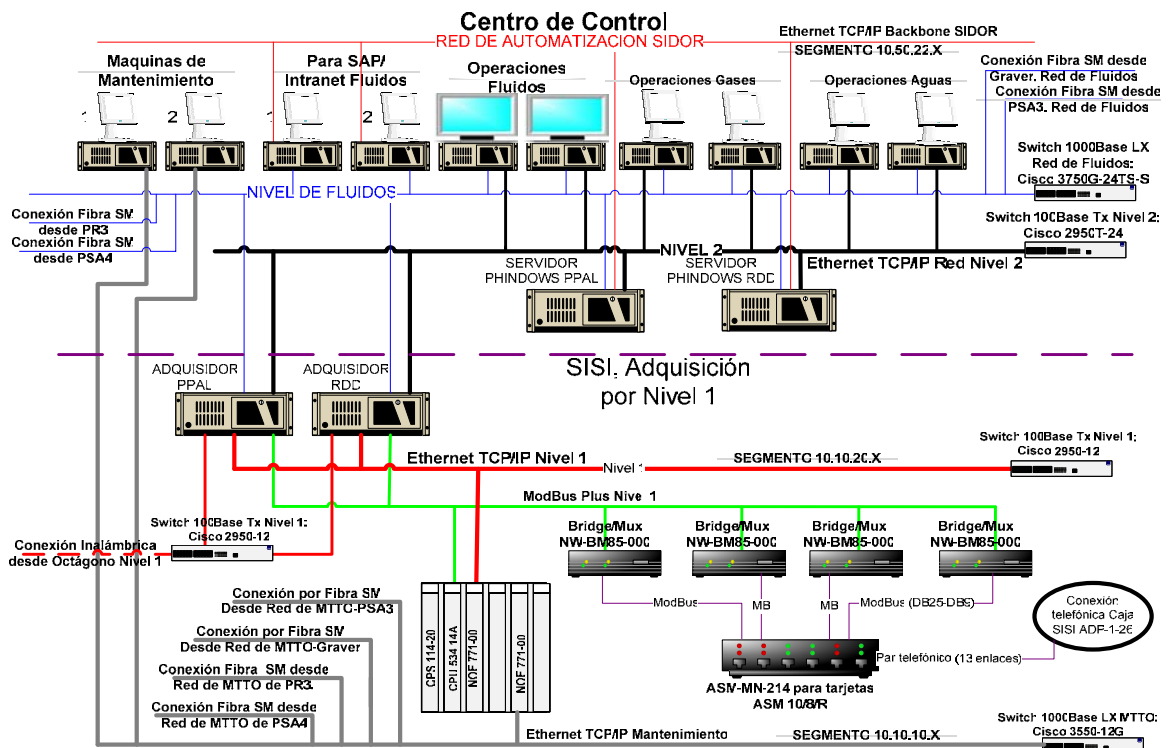 Centro de Control
RED DE AUTOMATIZACION SIDOR
Ethernet TCP/IP Backbone SIDOR
SEGMENTO 10.50.22.X
Maquinas de
Mantenimiento
Para SAP/
Intranet Fluidos
Operaciones
Fluidos
Operaciones Gases
Operaciones Aguas
Conexión Fibra SM desde
Graver. Red de Fluidos
Conexión Fibra SM desde
PSA3. Red de Fluidos
1
2
1
2
Switch 1000Base LX
Red de Fluidos:
Cisco 3750G-24TS-S
NIVEL DE FLUIDOS
Conexión Fibra SM
desde PR3
Conexión Fibra SM
desde PSA4
Switch 100Base Tx Nivel 2:
Cisco 2950T-24
NIVEL 2
Ethernet TCP/IP Red Nivel 2
SERVIDOR
PHINDOWS PPAL
SERVIDOR
PHINDOWS RDD
SISI. Adquisición
por Nivel 1
ADQUISIDOR
PPAL
ADQUISIDOR
RDD
Ethernet TCP/IP Nivel 1
Nivel 1
SEGMENTO 10.10.20.X
Switch 100Base Tx Nivel 1:
Cisco 2950-12
ModBus Plus Nivel 1
Switch 100Base Tx Nivel 1:
Cisco 2950-12
Conexión Inalámbrica
desde Octágono Nivel 1
Bridge/Mux
NW-BM85-000
Bridge/Mux
NW-BM85-000
Bridge/Mux
NW-BM85-000
Bridge/Mux
NW-BM85-000
Conexión por Fibra SM
Desde Red de MTTO-PSA3
Conexión por Fibra SM
Desde Red de MTTO-Graver
Conexión Fibra SM desde
Red de MTTO de PR3.
Conexión Fibra SM desde
Red de MTTO de PSA4
CPS 114-20
CPU 534 14A
NOE 771-00
NOE 771-00
ModBus
MB
MB
ModBus (DB25-DB9)
Conexión
telefónica Caja
SISI ADF-1-26
Par telefónico (13 enlaces)
ASM-MN-214 para tarjetas
ASM 10/8/R
Ethernet TCP/IP Mantenimiento
SEGMENTO 10.10.10.X
Switch 1000Base LX MTTO:
Cisco 3550-12G